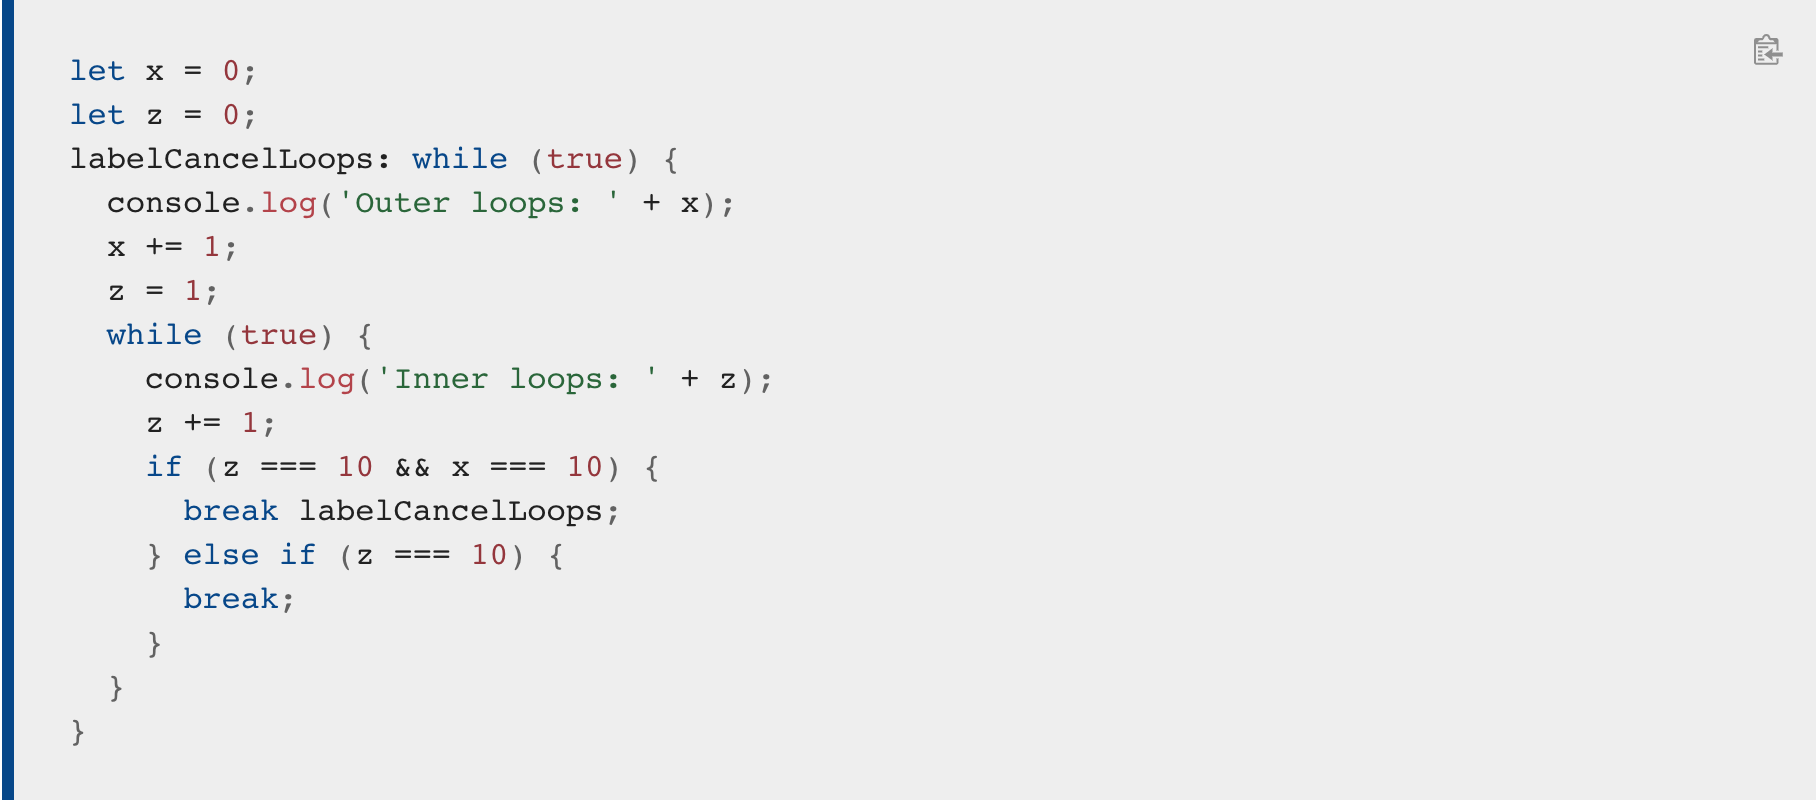 let x = 0;
let z = 0;
labelCancelLoops: while (true) {
  console.log('Outer loops: ' + x);
  x += 1;
  z = 1;
  while (true) {
    console.log('Inner loops: ' + z);
    z += 1;
    if (z === 10 && x === 10) {
      break labelCancelLoops;
    } else if (z === 10) {
      break;
    }
  }
}